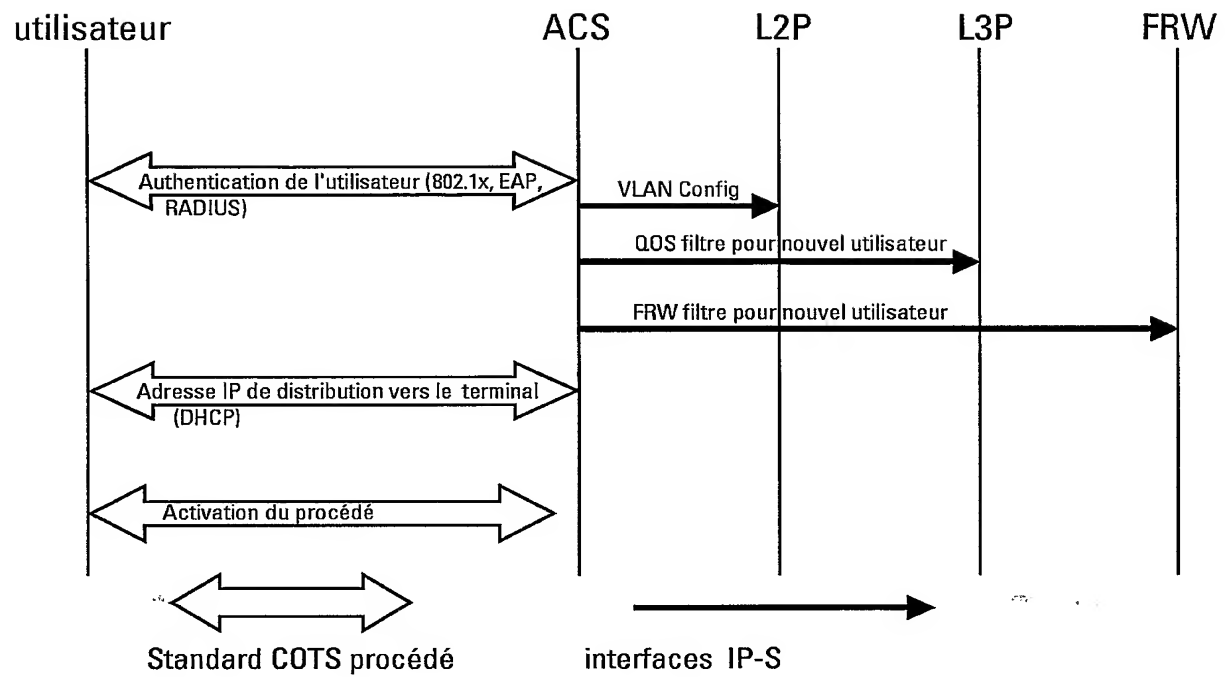 utilisateur ACS L2P L3P FRW
Authentication de l'utilisateur (802.1x, EAP,
RADIUS)
VLAN Config
QOS filtre pour nouvel utilisateur
FRW filtre pour nouvel utilisateur
Adresse IP de distribution vers le terminal
(DHCP)
Activation du procédé
Standard COTS procédé interfaces IP-S